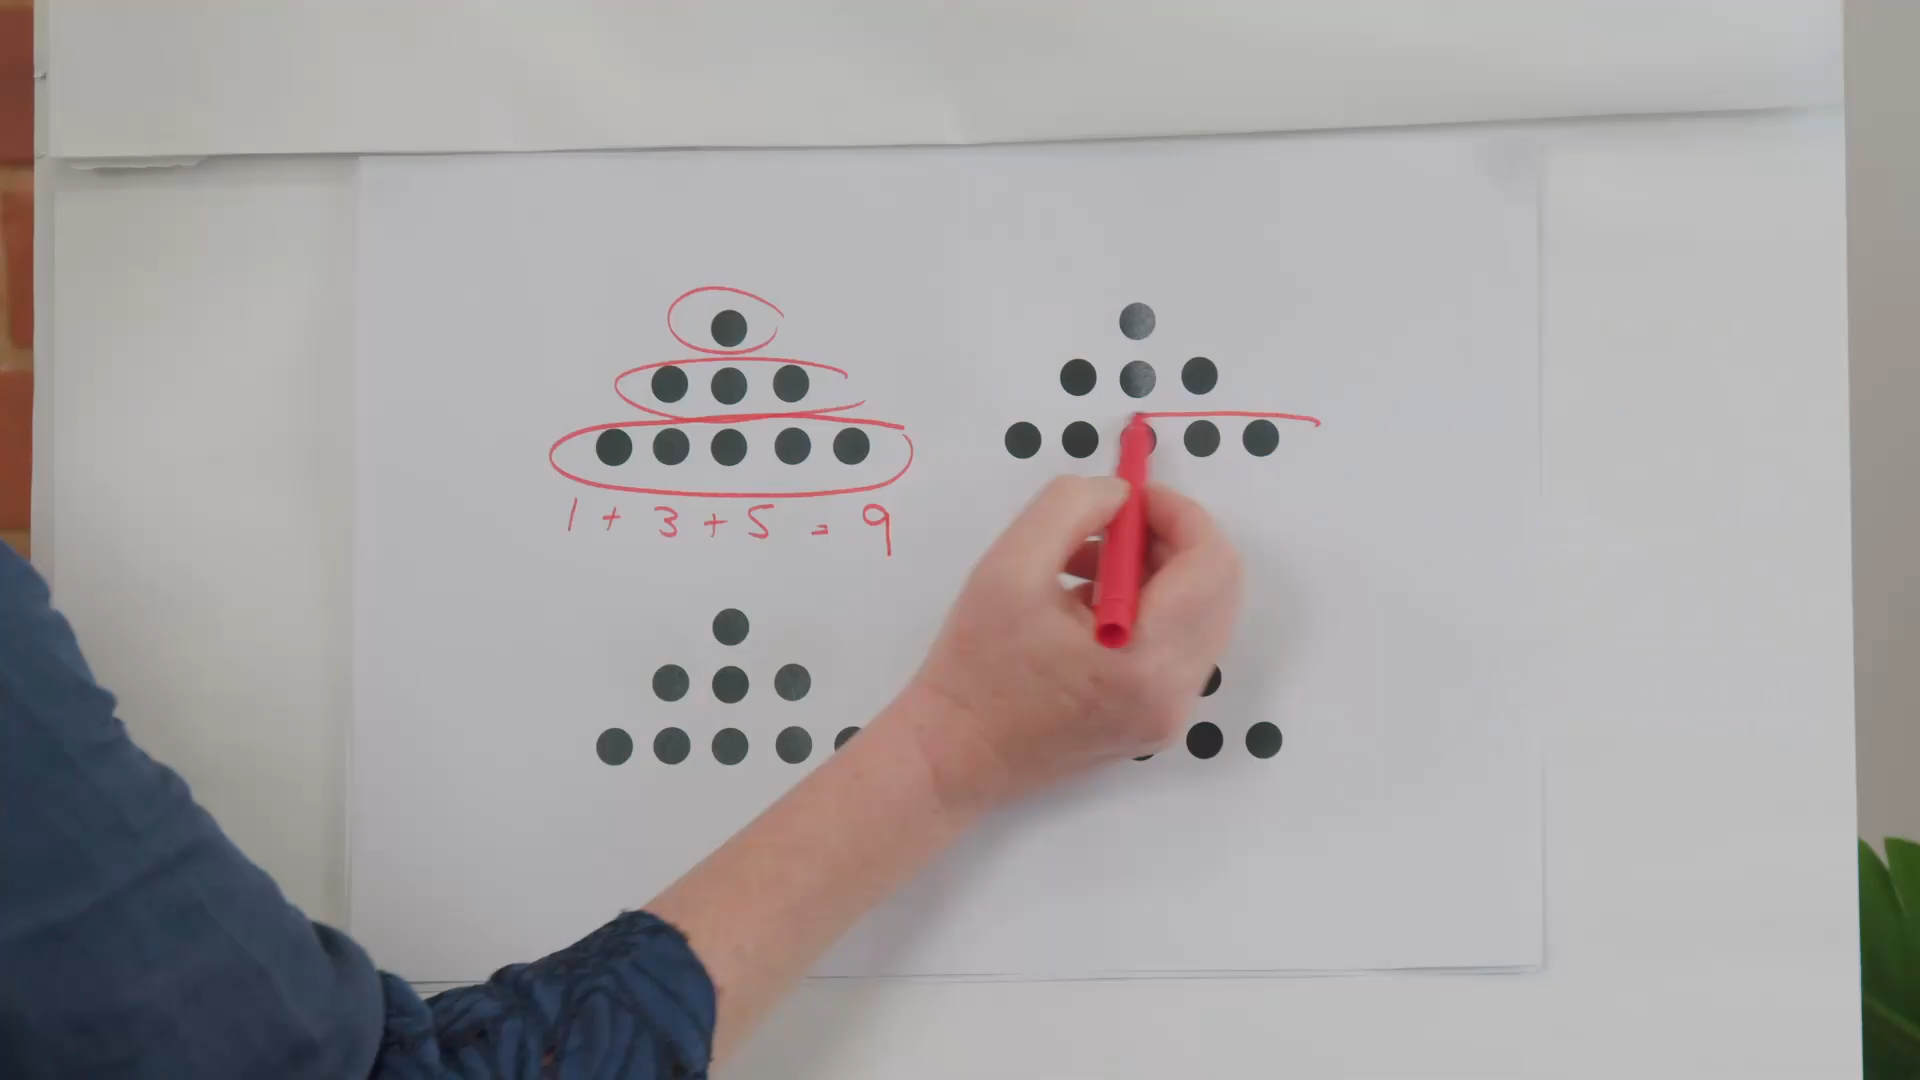 1 + 3 + 5 = 9